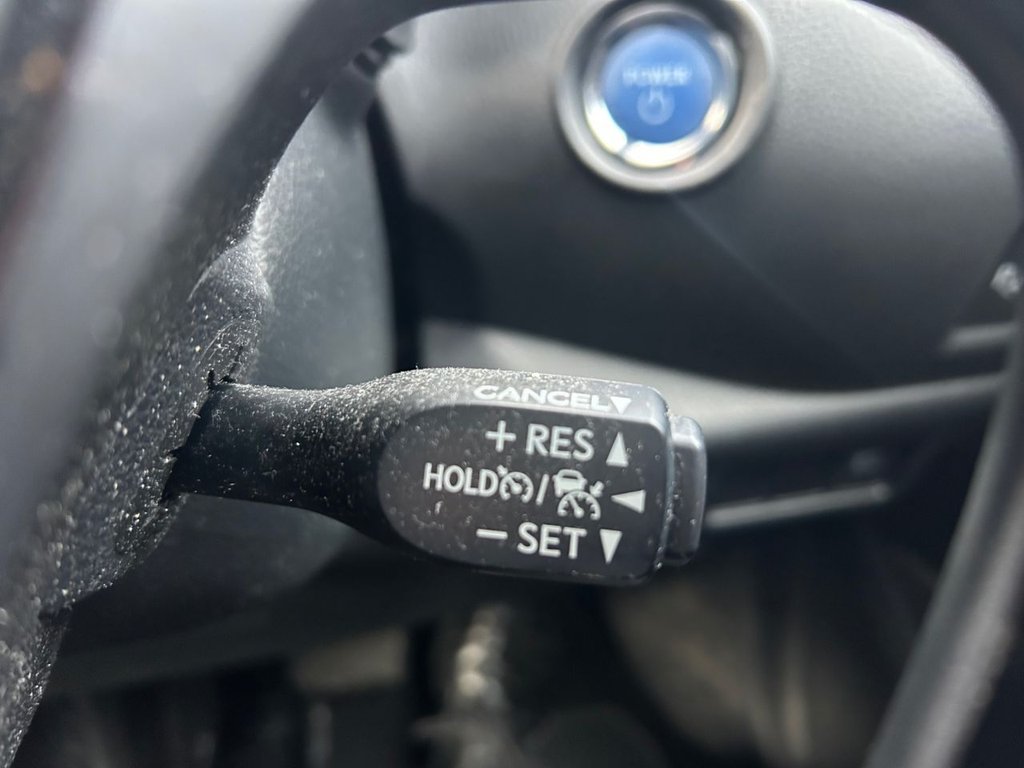 POWER
CANCEL▼
+ RES ▲
HOLD / ◀
− SET ▼